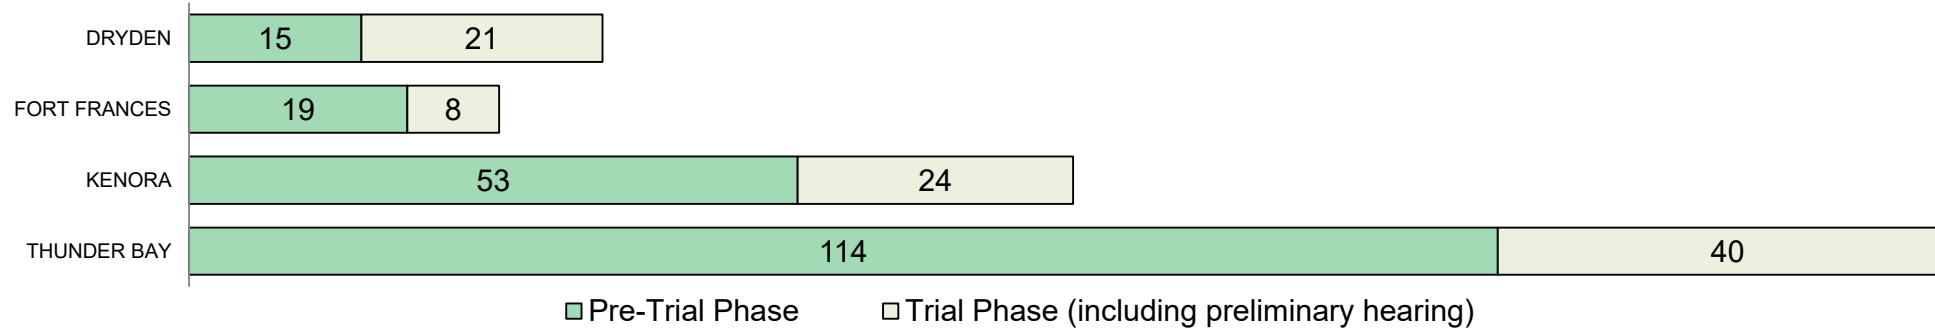 DRYDEN 15 21
FORT FRANCES 19 8
KENORA 53 24
THUNDER BAY 114 40
Pre-Trial Phase Trial Phase (including preliminary hearing)